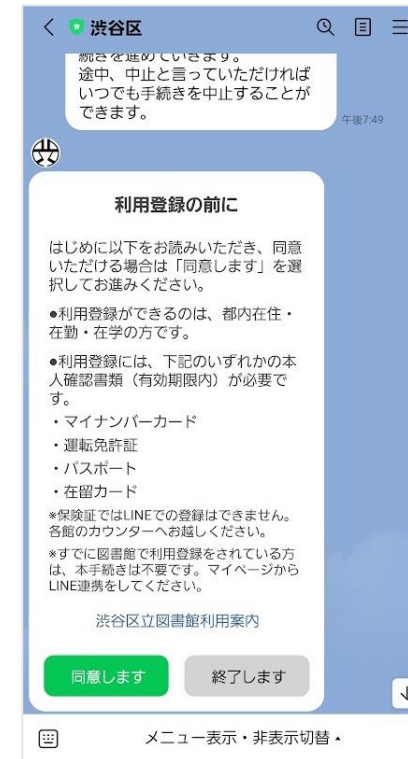 渋谷区
続きを進めていきます。
途中、中止と言っていただければ
いつでも手続きを中止することが
できます。
午後7:49
利用登録の前に
はじめに以下をお読みいただき、同意
いただける場合は「同意します」を選
択してお進みください。
●利用登録ができるのは、都内在住・
在勤・在学の方です。
●利用登録には、下記のいずれかの本
人確認書類（有効期限内）が必要で
す。
・マイナンバーカード
・運転免許証
・パスポート
・在留カード
*保険証ではLINEでの登録はできません。
各館のカウンターへお越しください。
*すでに図書館で利用登録をされている方
は、本手続きは不要です。マイページから
LINE連携をしてください。
渋谷区立図書館利用案内
同意します
終了します
メニュー表示・非表示切替